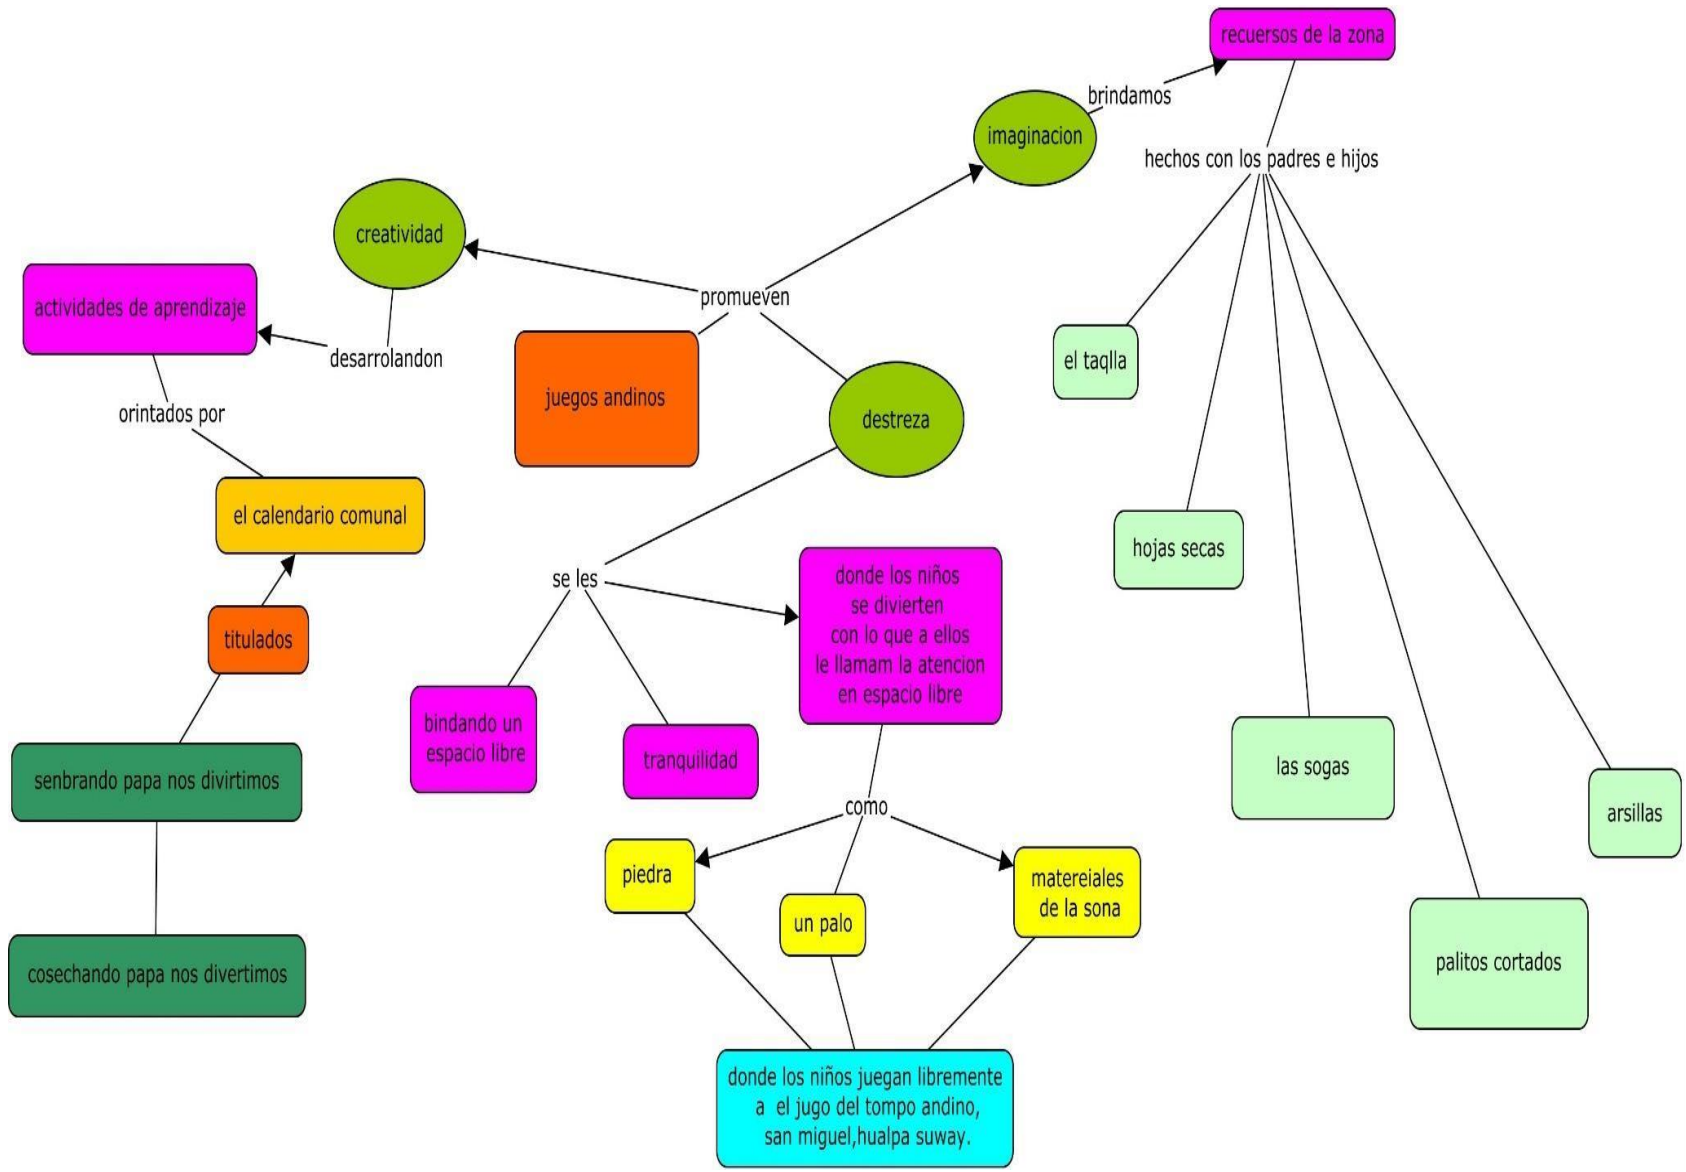 recuersos de la zona
brindamos
imaginacion
hechos con los padres e hijos
creatividad
promueven
actividades de aprendizaje
desarrolandon
juegos andinos
destreza
el taqlla
orintados por
el calendario comunal
hojas secas
se les
donde los niños
se divierten
con lo que a ellos
le llamam la atencion
en espacio libre
titulados
bindando un
espacio libre
tranquilidad
senbrando papa nos divirtimos
las sogas
arsillas
como
piedra
un palo
matereiales
de la sona
palitos cortados
cosechando papa nos divertimos
donde los niños juegan libremente
a el jugo del tompo andino,
san miguel,hualpa suway.